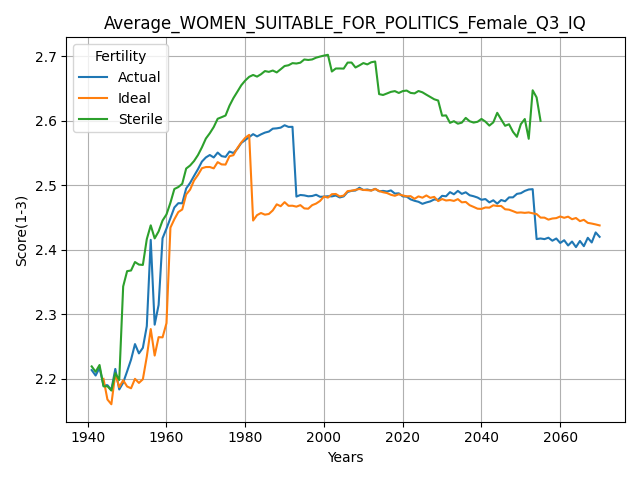 Average_WOMEN_SUITABLE_FOR_POLITICS_Female_Q3_IQ
Fertility
Actual
Ideal
Sterile
Score(1-3)
2.7
2.6
2.5
2.4
2.3
2.2
1940 1960 1980 2000 2020 2040 2060
Years